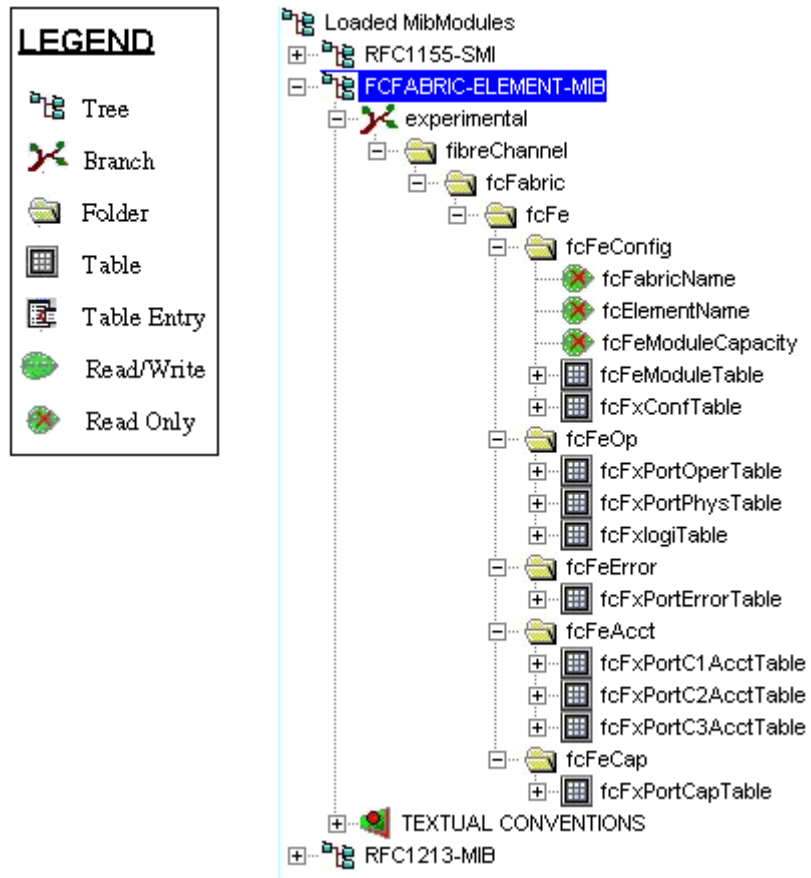 LEGEND
Tree
Branch
Folder
Table
Table Entry
Read/Write
Read Only
Loaded MibModules
RFC1155-SMI
FCFABRIC-ELEMENT-MIB
experimental
fibreChannel
fcFabric
fcFe
fcFeConfig
fcFabricName
fcElementName
fcFeModuleCapacity
fcFeModuleTable
fcFxConfTable
fcFeOp
fcFxPortOperTable
fcFxPortPhysTable
fcFxlogiTable
fcFeError
fcFxPortErrorTable
fcFeAcct
fcFxPortC1AcctTable
fcFxPortC2AcctTable
fcFxPortC3AcctTable
fcFeCap
fcFxPortCapTable
TEXTUAL CONVENTIONS
RFC1213-MIB